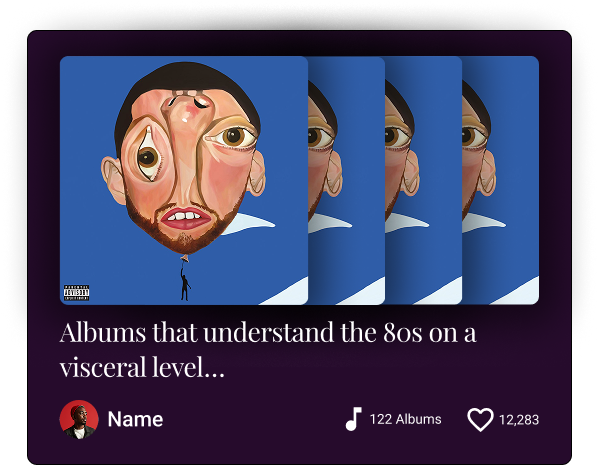 PARENTAL
ADVISORY
EXPLICIT CONTENT
Albums that understand the 80s on a
visceral level...
Name
122 Albums
12,283